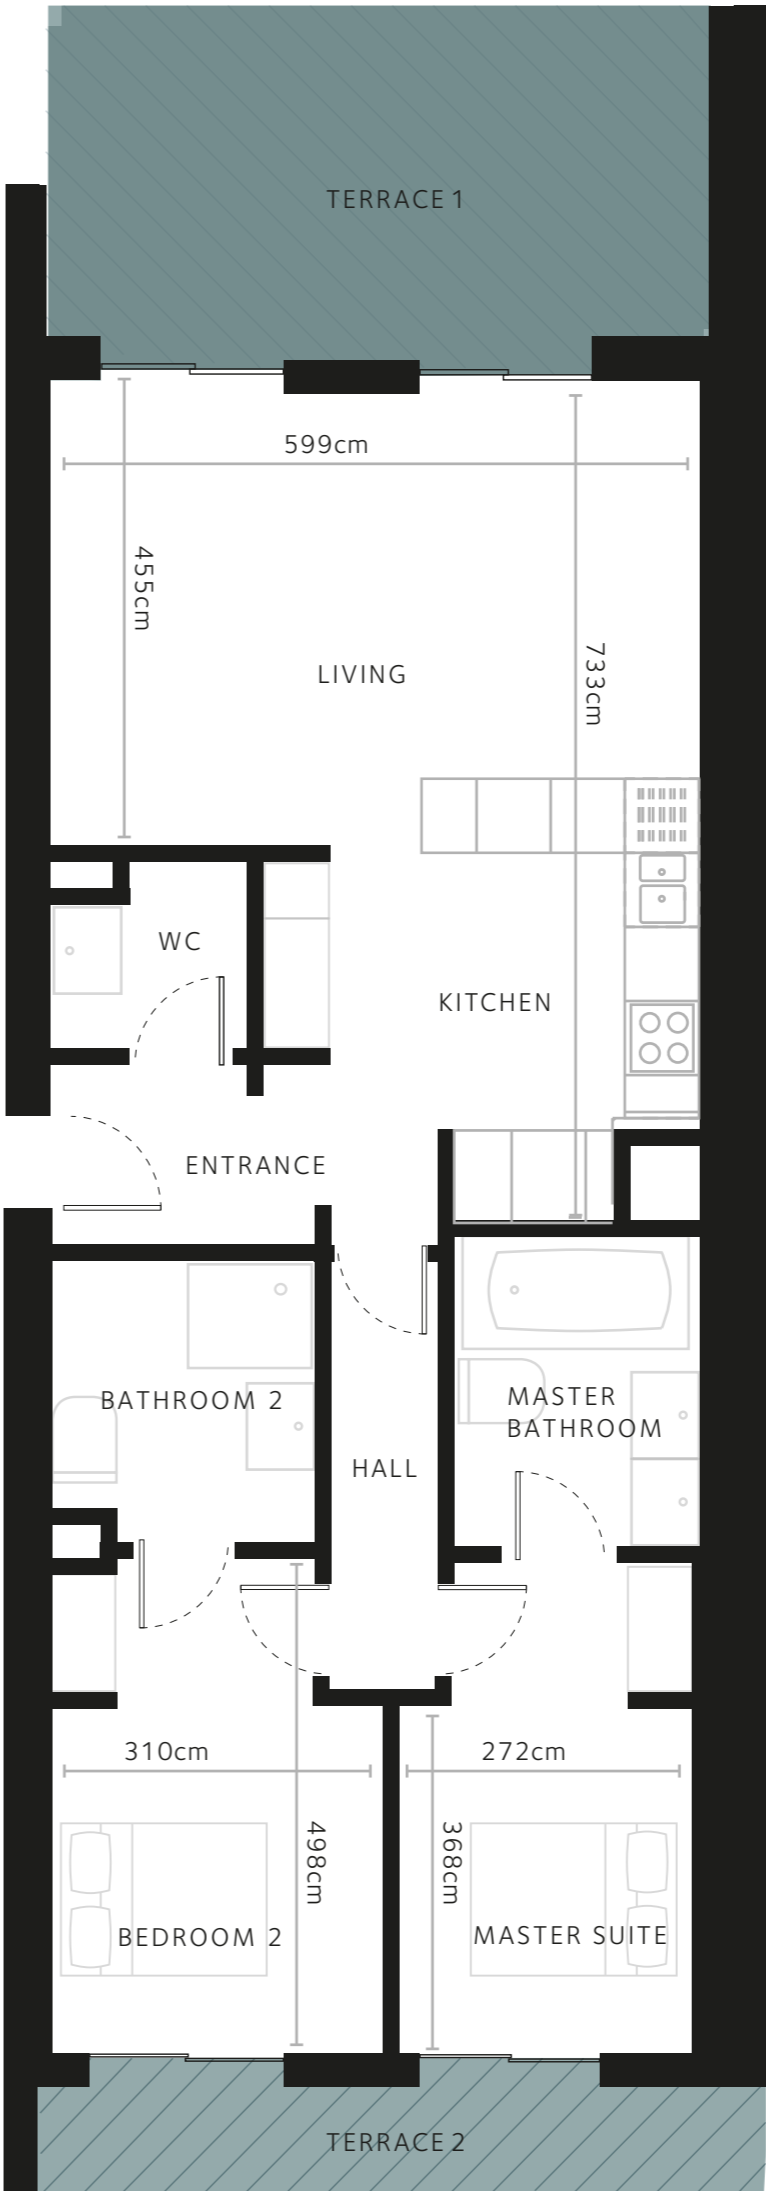 TERRACE 1
599cm
455cm
733cm
LIVING
WC
KITCHEN
ENTRANCE
BATHROOM 2
MASTER
BATHROOM
HALL
310cm
272cm
498cm
368cm
BEDROOM 2
MASTER SUITE
TERRACE 2